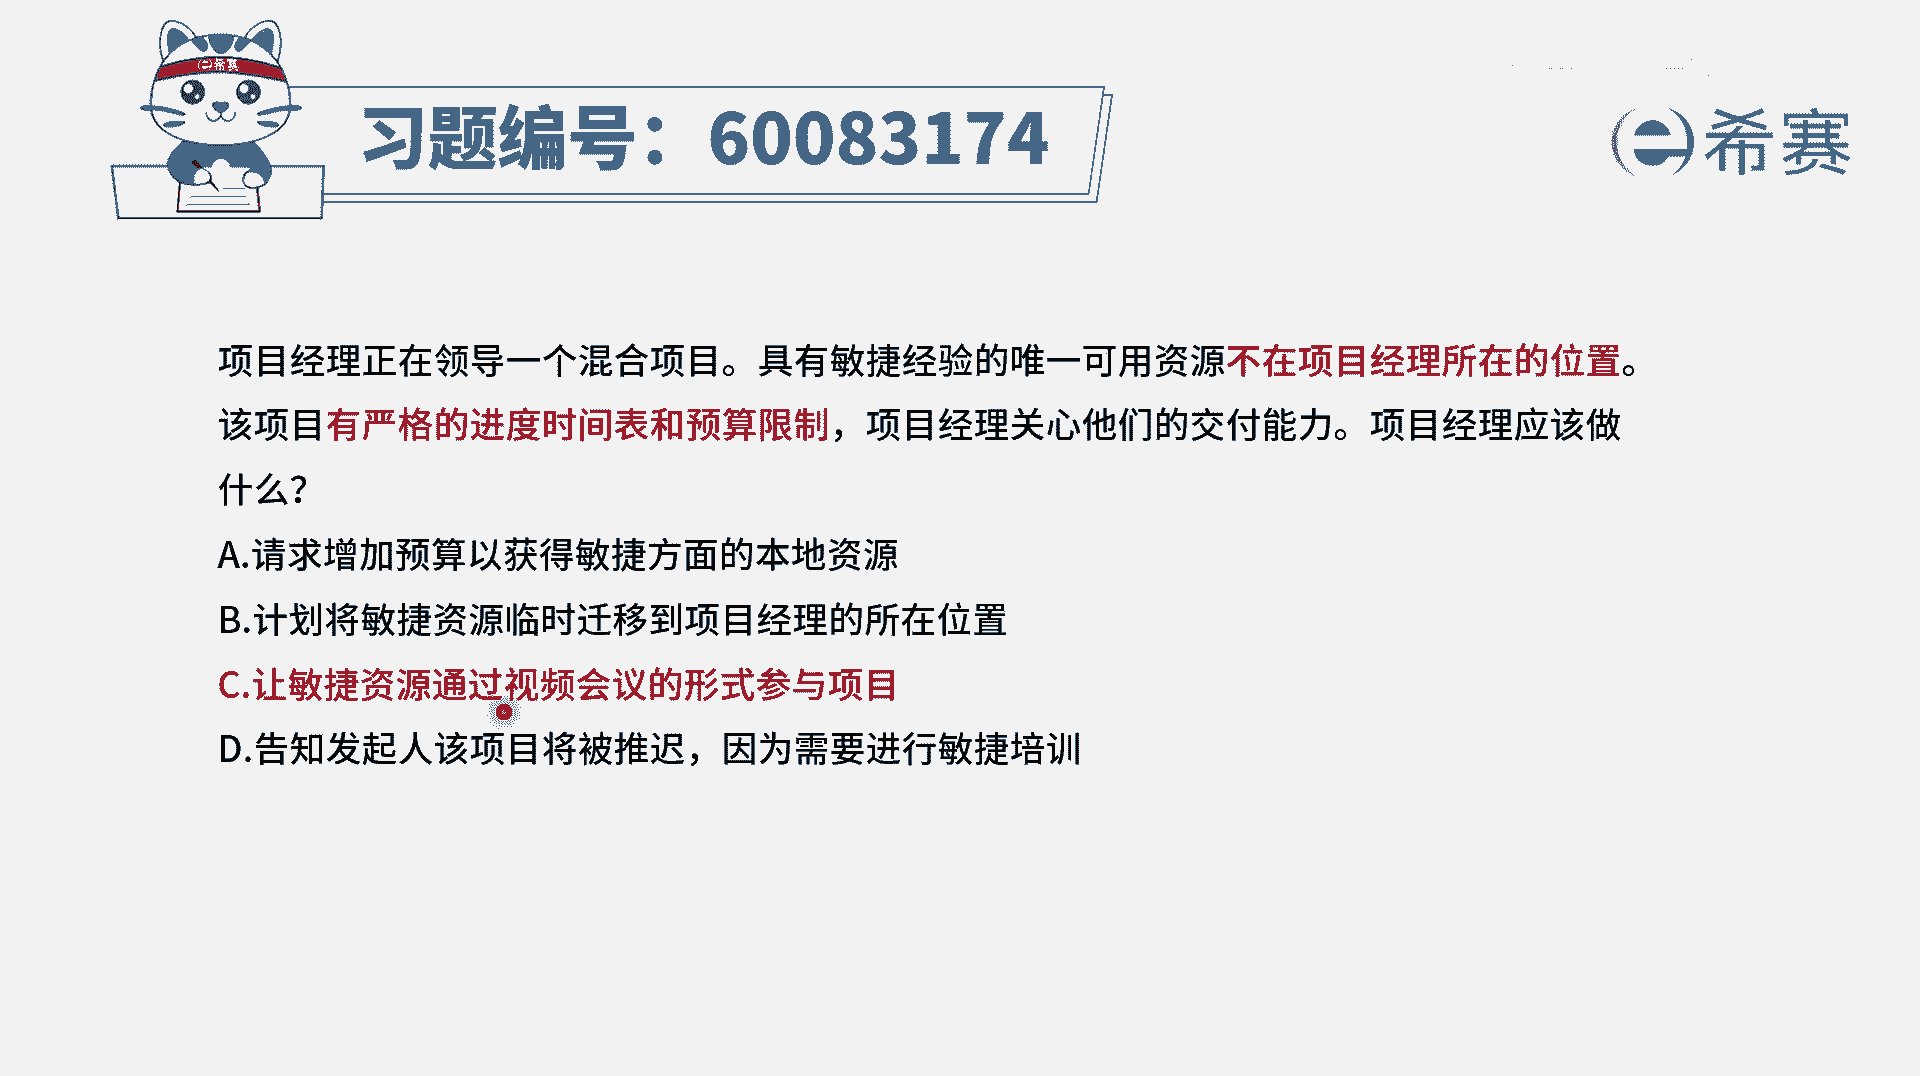 希赛
习题编号：60083174
希赛
项目经理正在领导一个混合项目。具有敏捷经验的唯一可用资源不在项目经理所在的位置。
该项目有严格的进度时间表和预算限制，项目经理关心他们的交付能力。项目经理应该做
什么？
A.请求增加预算以获得敏捷方面的本地资源
B.计划将敏捷资源临时迁移到项目经理的所在位置
C.让敏捷资源通过视频会议的形式参与项目
D.告知发起人该项目将被推迟，因为需要进行敏捷培训